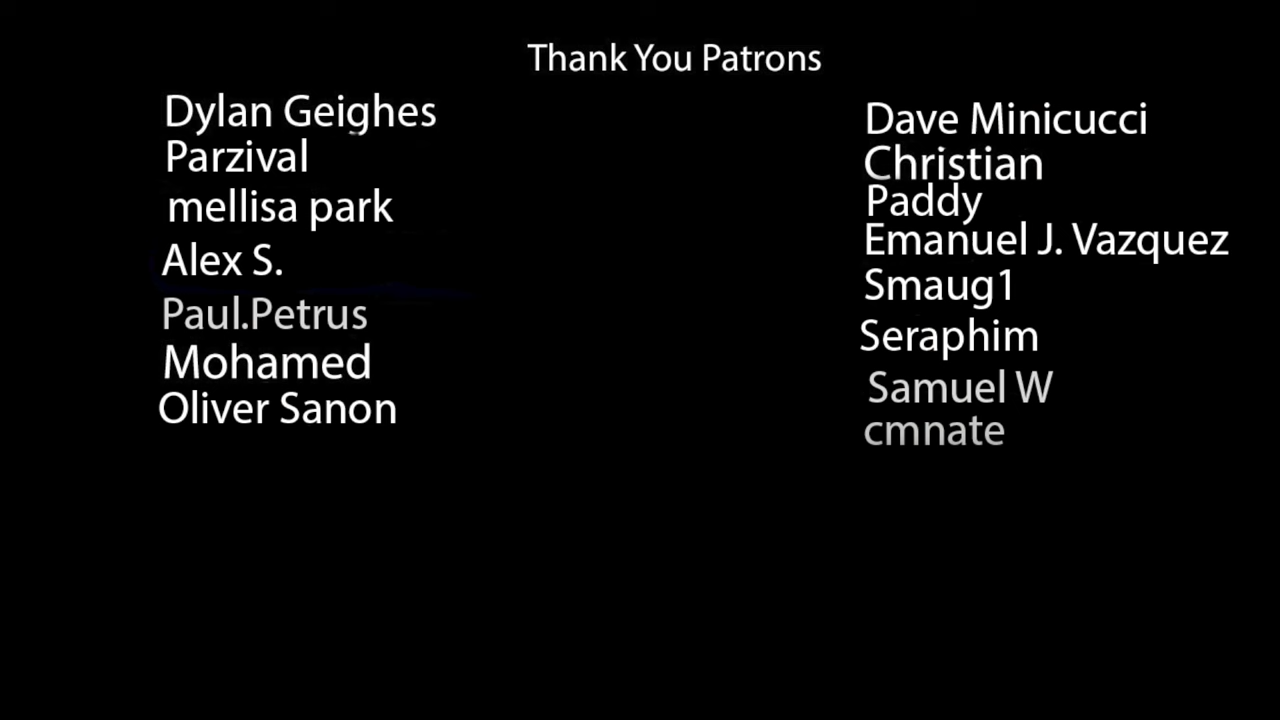 Thank You Patrons
Dylan Geighes
Parzival
mellisa park
Alex S.
Paul.Petrus
Mohamed
Oliver Sanon
Dave Minicucci
Christian
Paddy
Emanuel J. Vazquez
Smaug1
Seraphim
Samuel W
cmnate